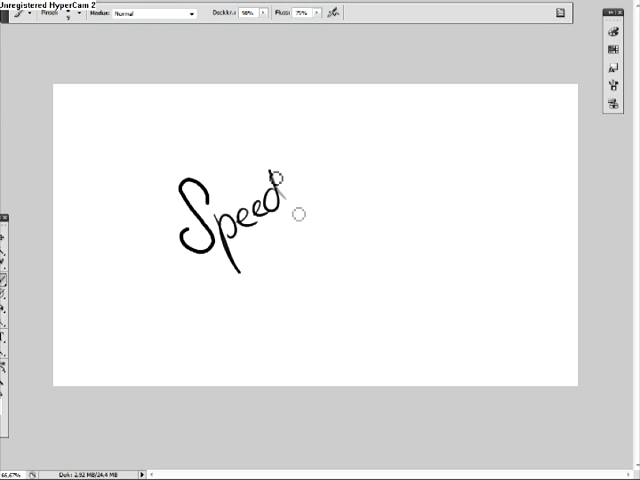 Unregistered HyperCam 2
Pinsel: Modus: Normal Deckkr.: 98% Fluss: 75%
Speed
66,67% Dok: 2,92 MB/24,4 MB